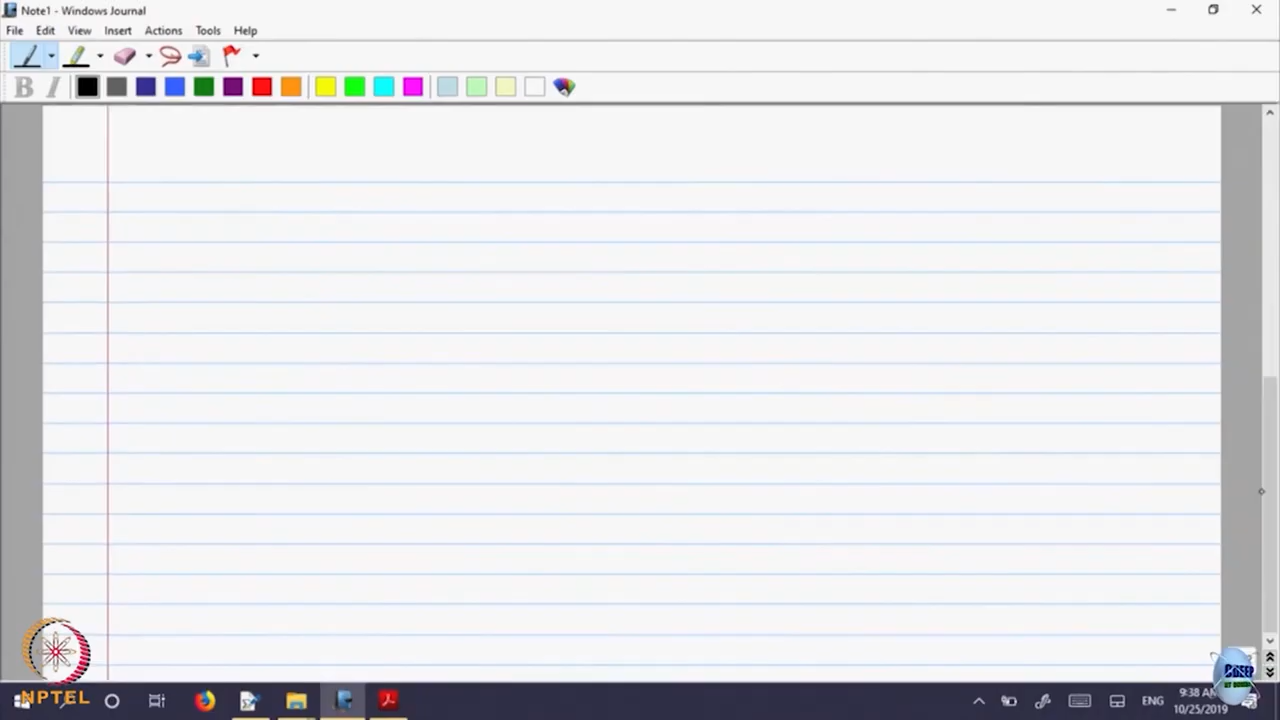 Note1 - Windows Journal
File Edit View Insert Actions Tools Help
B I
NPTEL
ENG
9:38 AM
10/25/2019